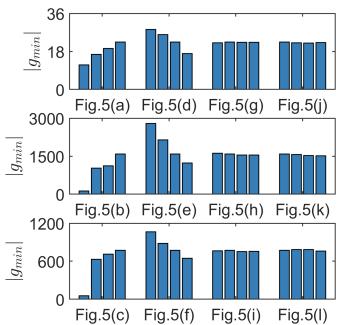 36
18
0
|g_min|
Fig.5(a) Fig.5(d) Fig.5(g) Fig.5(j)
3000
1500
0
|g_min|
Fig.5(b) Fig.5(e) Fig.5(h) Fig.5(k)
1200
600
0
|g_min|
Fig.5(c) Fig.5(f) Fig.5(i) Fig.5(l)